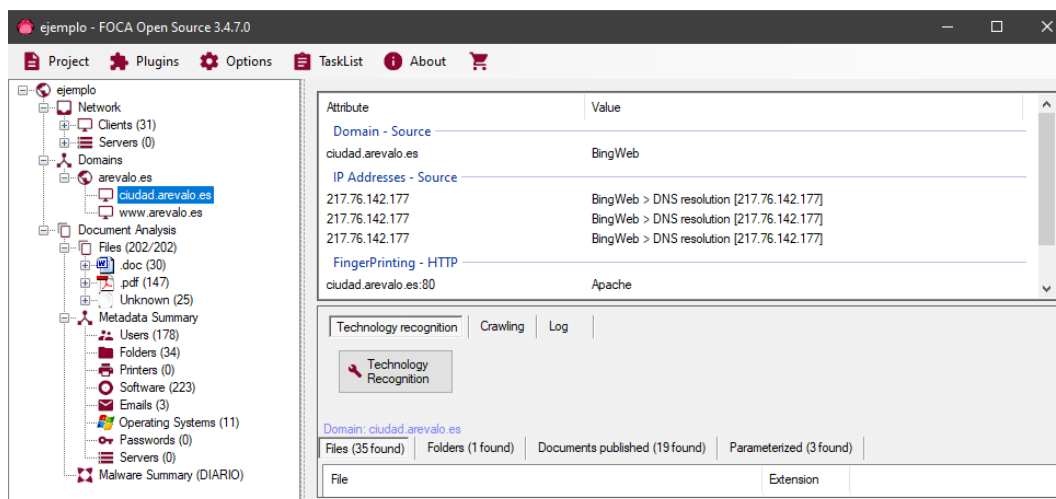 ejemplo - FOCA Open Source 3.4.7.0
Project Plugins Options TaskList About
ejemplo
Network
Clients (31)
Servers (0)
Domains
arevalo.es
ciudad.arevalo.es
www.arevalo.es
Document Analysis
Files (202/202)
.doc (30)
.pdf (147)
Unknown (25)
Metadata Summary
Users (178)
Folders (34)
Printers (0)
Software (223)
Emails (3)
Operating Systems (11)
Passwords (0)
Servers (0)
Malware Summary (DIARIO)
Attribute Value
Domain - Source
ciudad.arevalo.es BingWeb
IP Addresses - Source
217.76.142.177 BingWeb > DNS resolution [217.76.142.177]
217.76.142.177 BingWeb > DNS resolution [217.76.142.177]
217.76.142.177 BingWeb > DNS resolution [217.76.142.177]
FingerPrinting - HTTP
ciudad.arevalo.es:80 Apache
Technology recognition Crawling Log
Technology
Recognition
Domain: ciudad.arevalo.es
Files (35 found) Folders (1 found) Documents published (19 found) Parameterized (3 found)
File Extension